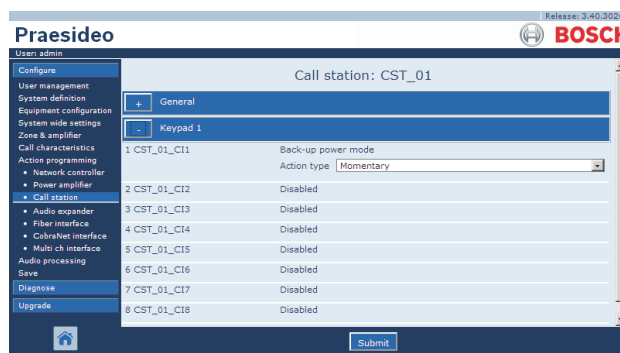 Release: 3.40.302
Praesideo
BOSCH
User: admin
Configure
User management
System definition
Equipment configuration
System wide settings
Zone & amplifier
Call characteristics
Action programming
• Network controller
• Power amplifier
• Call station
• Audio expander
• Fiber interface
• CobraNet interface
• Multi ch interface
Audio processing
Save
Diagnose
Upgrade
Call station: CST_01
+ General
- Keypad 1
1 CST_01_CI1 Back-up power mode
Action type Momentary
2 CST_01_CI2 Disabled
3 CST_01_CI3 Disabled
4 CST_01_CI4 Disabled
5 CST_01_CI5 Disabled
6 CST_01_CI6 Disabled
7 CST_01_CI7 Disabled
8 CST_01_CI8 Disabled
Submit